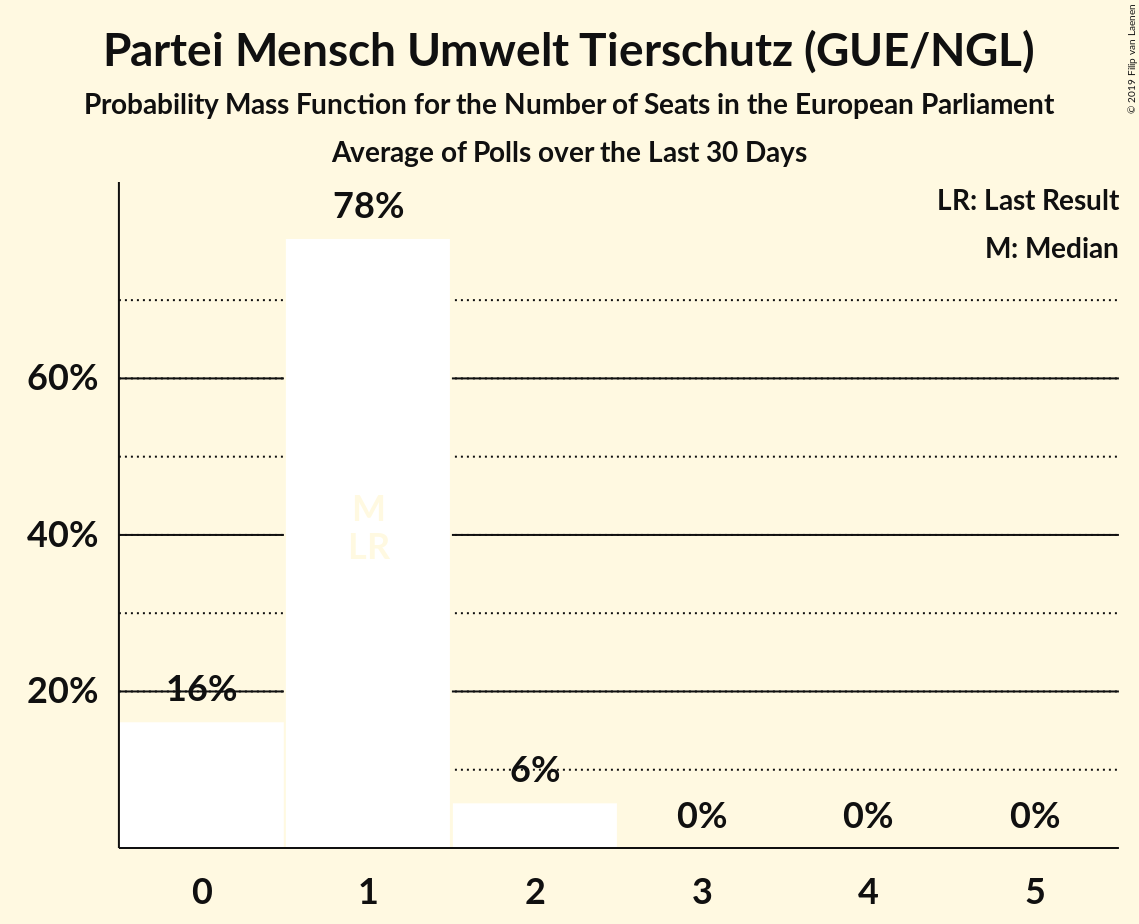 Partei Mensch Umwelt Tierschutz (GUE/NGL)
Probability Mass Function for the Number of Seats in the European Parliament
Average of Polls over the Last 30 Days
© 2019 Filip van Laenen
LR: Last Result
M: Median
78%
60%
M
40%
LR
20%
16%
6%
0%
0%
0%
0 1 2 3 4 5